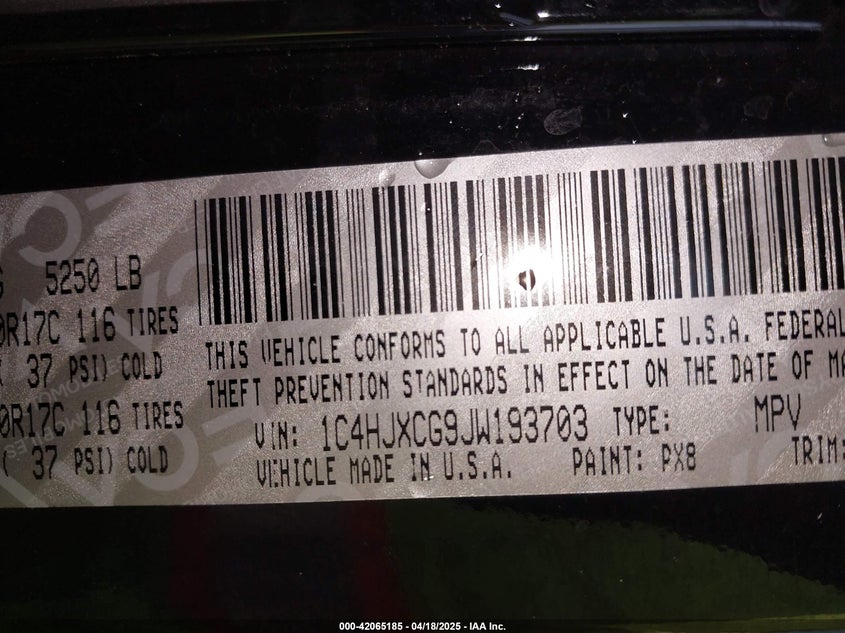 5250 LB
0R17C 116 TIRES
37 PSI) COLD
0R17C 116 TIRES
( 37 PSI) COLD
THIS VEHICLE CONFORMS TO ALL APPLICABLE U.S.A. FEDERAL
THEFT PREVENTION STANDARDS IN EFFECT ON THE DATE OF MA
VIN: 1C4HJXCG9JW193703 TYPE: MPV
VEHICLE MADE IN U.S.A. PAINT: PX8 TRIM:
000-42065185 - 04/18/2025 - IAA Inc.